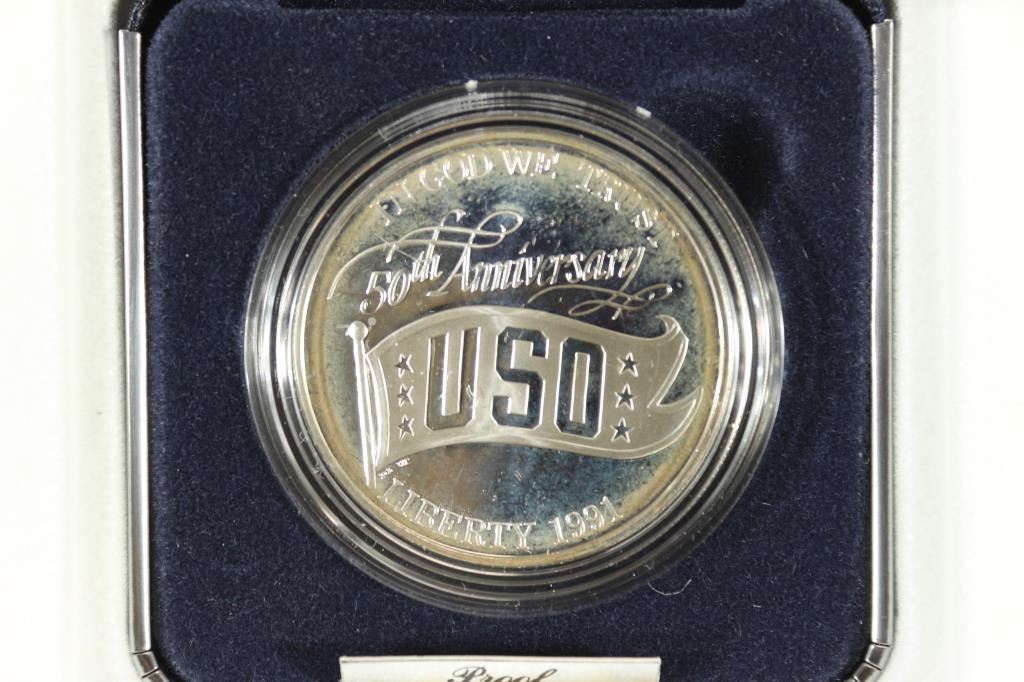 IN GOD WE TRUST
50th Anniversary
USO
LIBERTY 1991
Proof